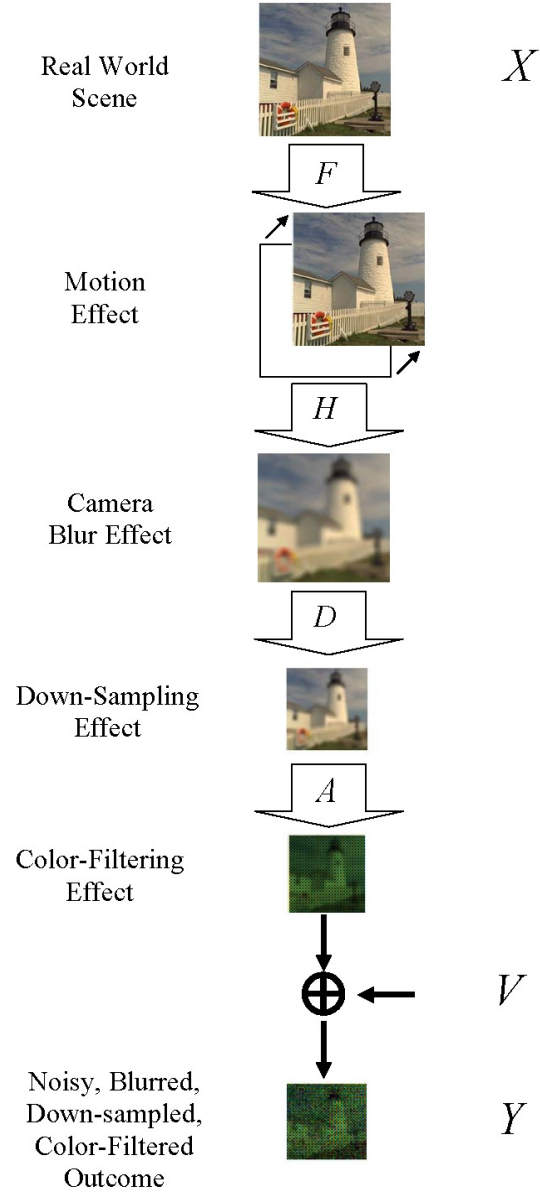 Real World
Scene
X
F
Motion
Effect
H
Camera
Blur Effect
D
Down-Sampling
Effect
A
Color-Filtering
Effect
V
Noisy, Blurred,
Down-sampled,
Color-Filtered
Outcome
Y